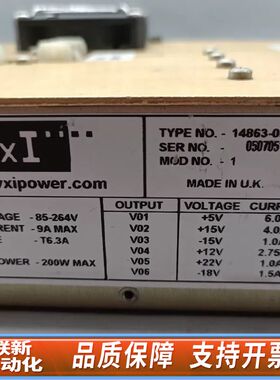 xI
xipower.com
TYPE NO. - 14863-0
SER NO. - 050705
MOD NO. - 1
MADE IN U.K.
AGE - 85-264V
RENT - 9A MAX
- T6.3A
POWER - 200W MAX
OUTPUT VOLTAGE CURR
V01 +5V 6.0
V02 +15V 4.0
V03 -15V 1.0
V04 +12V 2.75
V05 +22V 1.0A
V06 -18V 1.5A
联新
动化
品质保障 支持开票